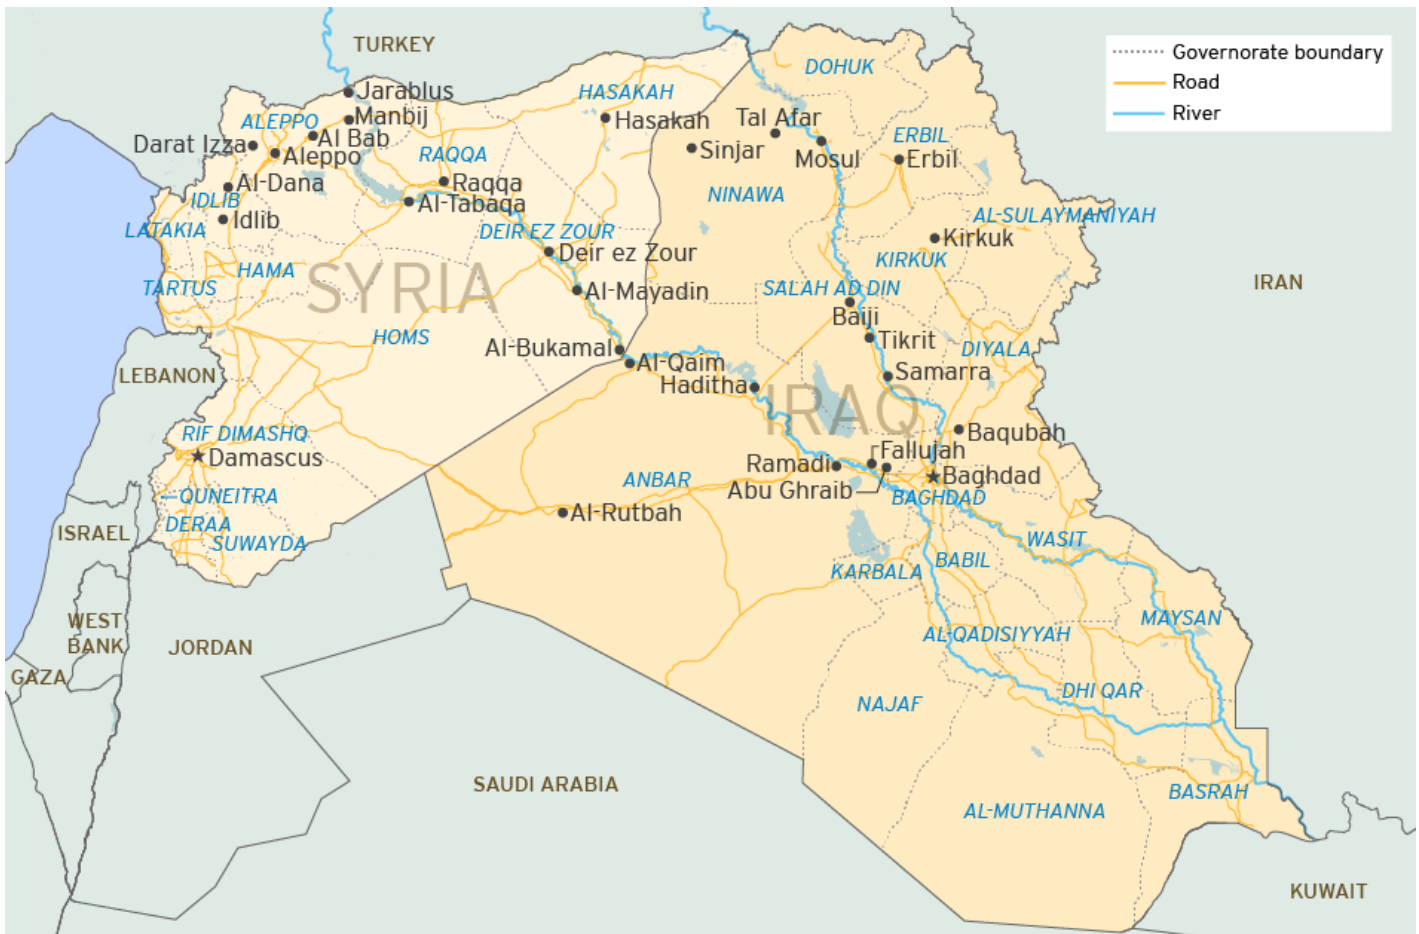 TURKEY
Governorate boundary
Road
River
DOHUK
HASAKAH
Jarablus
Manbij
ALEPPO
Al Bab
Darat Izza
Aleppo
Hasakah
Tal Afar
Mosul
Sinjar
ERBIL
Erbil
RAQQA
Raqqa
Al-Dana
IDLIB
Idlib
Al-Tabaqa
NINAWA
LATAKIA
AL-SULAYMANIYAH
DEIR EZ ZOUR
Deir ez Zour
Kirkuk
KIRKUK
HAMA
TARTUS
SYRIA
Al-Mayadin
SALAH AD DIN
Baiji
IRAN
HOMS
Tikrit
DIYALA
Al-Bukamal
Al-Qaim
LEBANON
Haditha
Samarra
IRAQ
RIF DIMASHQ
Damascus
Baqubah
Fallujah
Ramadi
Abu Ghraib
Baghdad
BAGHDAD
ANBAR
QUNEITRA
Al-Rutbah
ISRAEL
DERAA
SUWAYDA
WASIT
BABIL
KARBALA
WEST
BANK
JORDAN
MAYSAN
AL-QADISIYYAH
GAZA
DHI QAR
NAJAF
SAUDI ARABIA
BASRAH
AL-MUTHANNA
KUWAIT